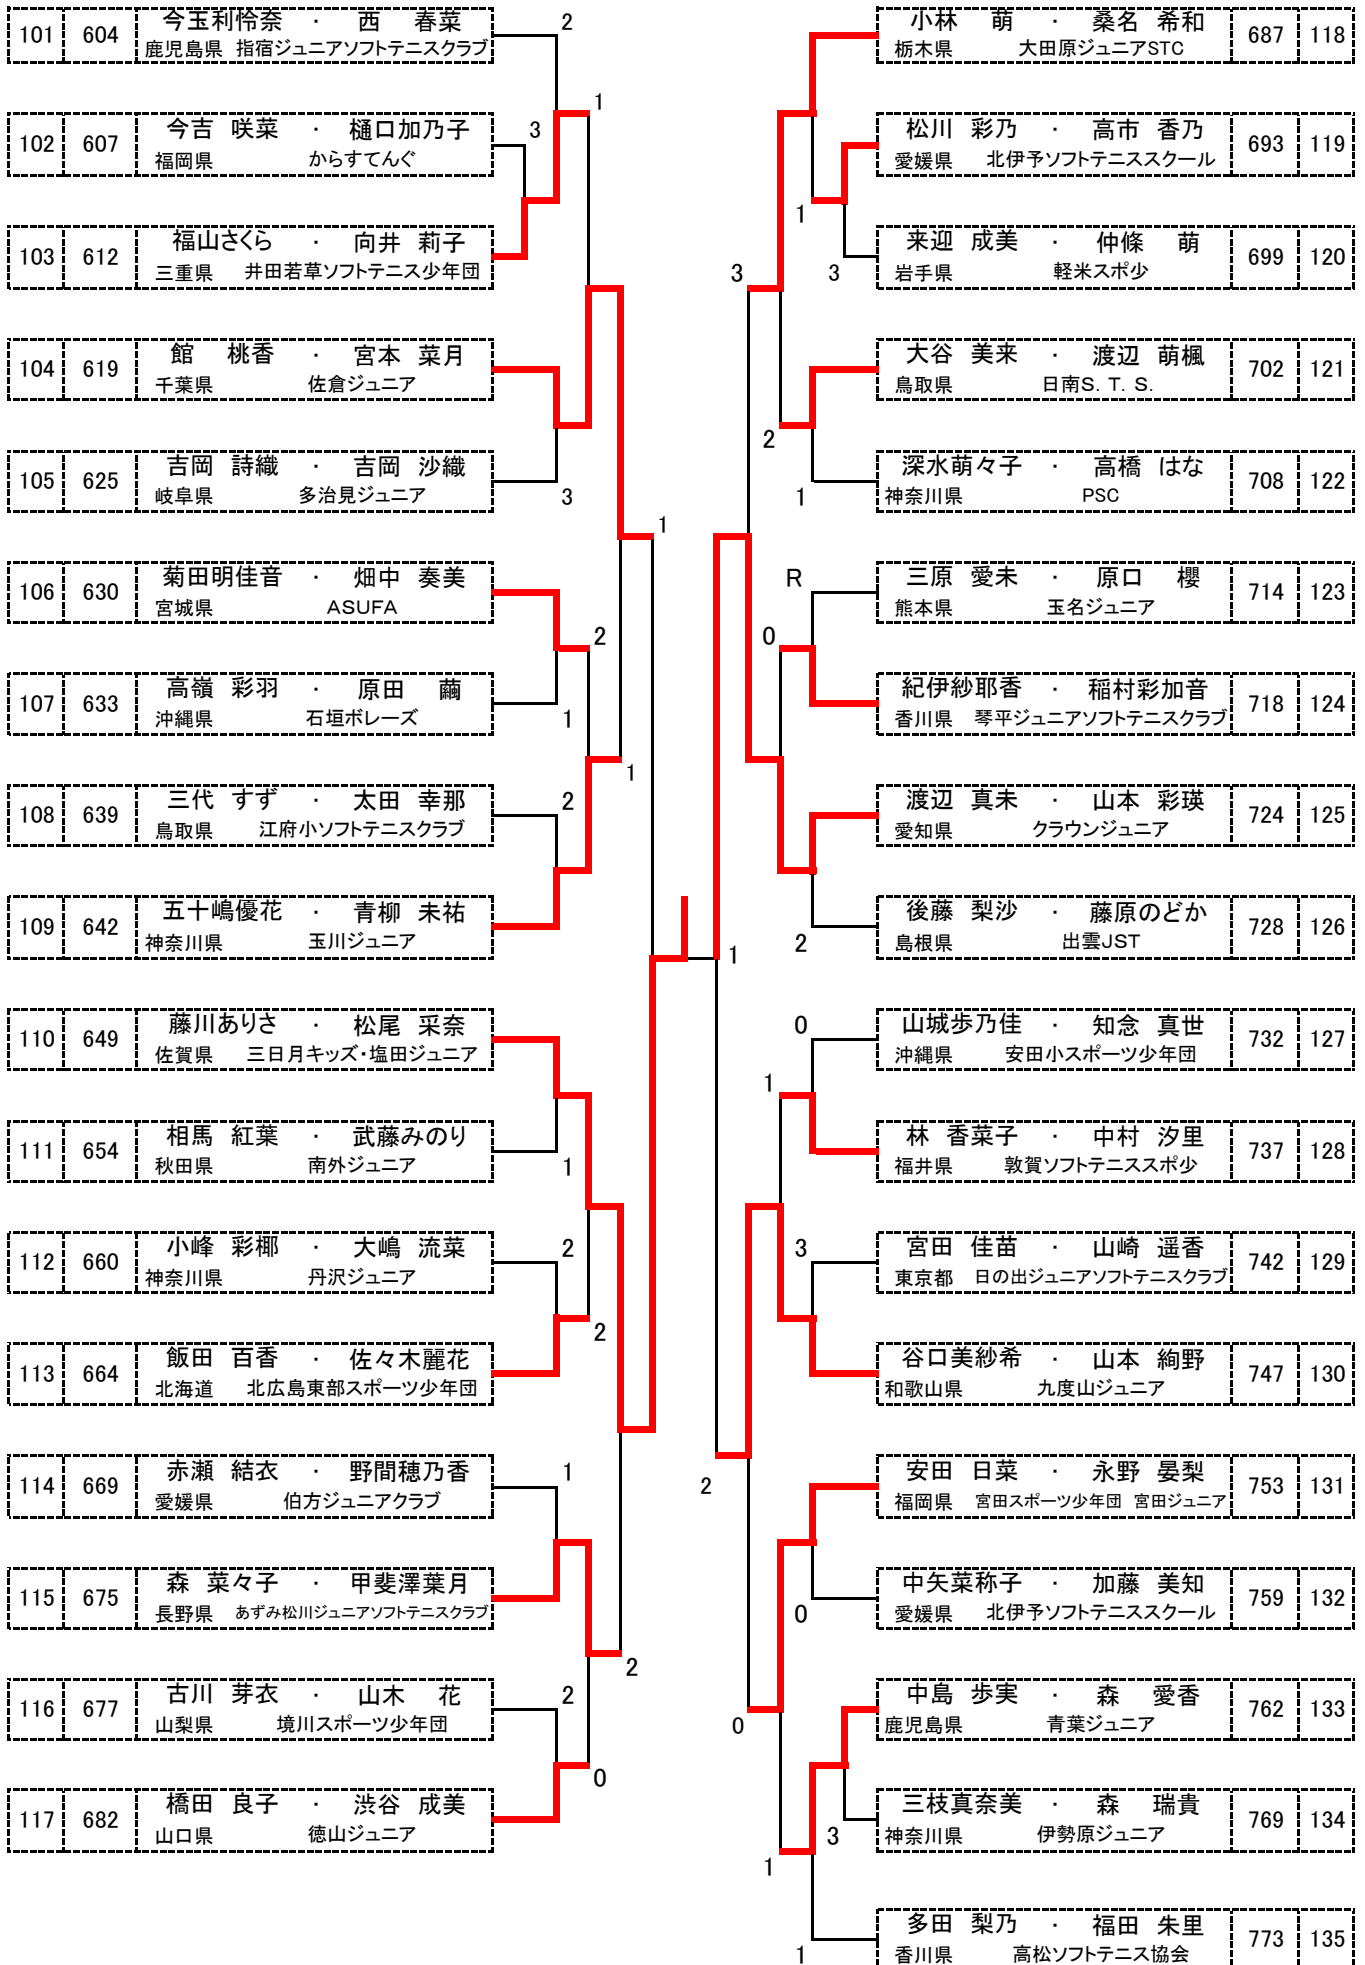 101 604 今玉利怜奈 ・ 西 春菜
鹿児島県 指宿ジュニアソフトテニスクラブ
2
102 607 今吉 咲菜 ・ 樋口加乃子
福岡県 からすてんぐ
3
1
103 612 福山さくら ・ 向井 莉子
三重県 井田若草ソフトテニス少年団
104 619 館 桃香 ・ 宮本 菜月
千葉県 佐倉ジュニア
105 625 吉岡 詩織 ・ 吉岡 沙織
岐阜県 多治見ジュニア
3
1
106 630 菊田明佳音 ・ 畑中 奏美
宮城県 ASUFA
2
107 633 高嶺 彩羽 ・ 原田 繭
沖縄県 石垣ボレーズ
1
1
108 639 三代 すず ・ 太田 幸那
鳥取県 江府小ソフトテニスクラブ
2
109 642 五十嶋優花 ・ 青柳 未祐
神奈川県 玉川ジュニア
110 649 藤川ありさ ・ 松尾 采奈
佐賀県 三日月キッズ・塩田ジュニア
111 654 相馬 紅葉 ・ 武藤みのり
秋田県 南外ジュニア
1
112 660 小峰 彩椰 ・ 大嶋 流菜
神奈川県 丹沢ジュニア
2
2
113 664 飯田 百香 ・ 佐々木麗花
北海道 北広島東部スポーツ少年団
114 669 赤瀬 結衣 ・ 野間穂乃香
愛媛県 伯方ジュニアクラブ
1
115 675 森 菜々子 ・ 甲斐澤葉月
長野県 あずみ松川ジュニアソフトテニスクラブ
2
116 677 古川 芽衣 ・ 山木 花
山梨県 境川スポーツ少年団
2
0
117 682 橋田 良子 ・ 渋谷 成美
山口県 徳山ジュニア
小林 萌 ・ 桑名 希和 687 118
栃木県 大田原ジュニアSTC
松川 彩乃 ・ 高市 香乃 693 119
愛媛県 北伊予ソフトテニススクール
1
来迎 成美 ・ 仲條 萌 699 120
岩手県 軽米スポ少
3
3
大谷 美来 ・ 渡辺 萌楓 702 121
鳥取県 日南S.T.S.
2
深水萌々子 ・ 高橋 はな 708 122
神奈川県 PSC
1
R
三原 愛未 ・ 原口 櫻 714 123
熊本県 玉名ジュニア
0
紀伊紗耶香 ・ 稲村彩加音 718 124
香川県 琴平ジュニアソフトテニスクラブ
渡辺 真未 ・ 山本 彩瑛 724 125
愛知県 クラウンジュニア
後藤 梨沙 ・ 藤原のどか 728 126
島根県 出雲JST
2
1
0
山城歩乃佳 ・ 知念 真世 732 127
沖縄県 安田小スポーツ少年団
1
林 香菜子 ・ 中村 汐里 737 128
福井県 敦賀ソフトテニススポ少
3
宮田 佳苗 ・ 山崎 遥香 742 129
東京都 日の出ジュニアソフトテニスクラブ
谷口美紗希 ・ 山本 絢野 747 130
和歌山県 九度山ジュニア
2
安田 日菜 ・ 永野 晏梨 753 131
福岡県 宮田スポーツ少年団 宮田ジュニア
中矢菜称子 ・ 加藤 美知 759 132
愛媛県 北伊予ソフトテニススクール
0
0
中島 歩実 ・ 森 愛香 762 133
鹿児島県 青葉ジュニア
三枝真奈美 ・ 森 瑞貴 769 134
神奈川県 伊勢原ジュニア
3
1
多田 梨乃 ・ 福田 朱里 773 135
香川県 高松ソフトテニス協会
1